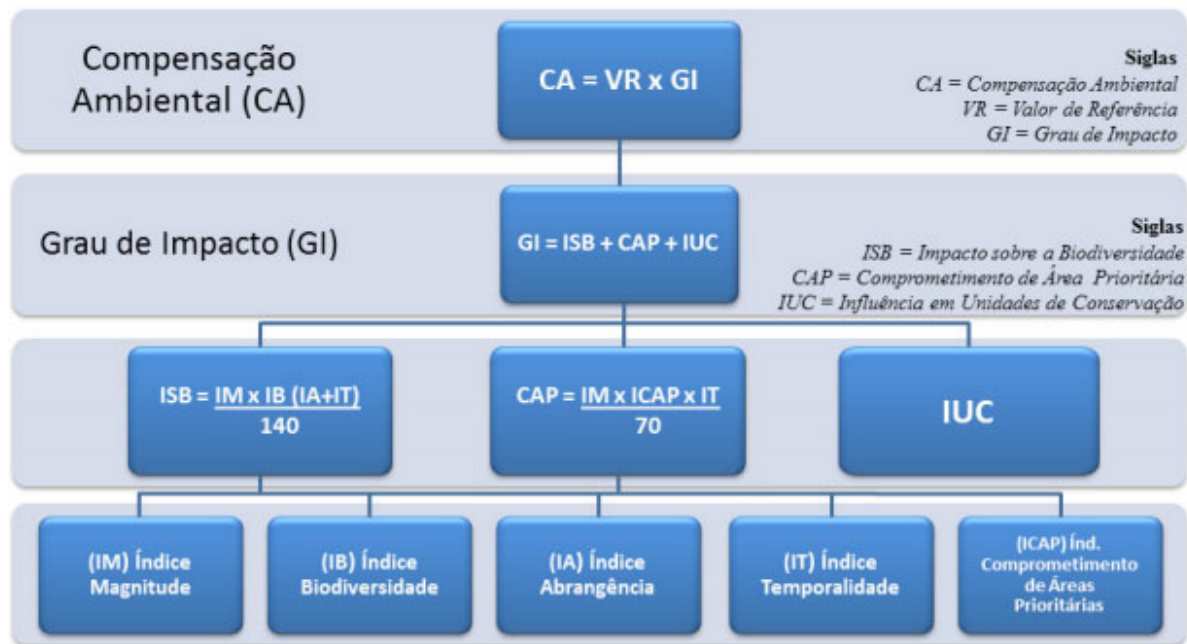 Compensação
Ambiental (CA)
CA = VR x GI
Siglas
CA = Compensação Ambiental
VR = Valor de Referência
GI = Grau de Impacto
Grau de Impacto (GI)
GI = ISB + CAP + IUC
Siglas
ISB = Impacto sobre a Biodiversidade
CAP = Comprometimento de Área Prioritária
IUC = Influência em Unidades de Conservação
ISB = IM x IB (IA+IT)
140
CAP = IM x ICAP x IT
70
IUC
(IM) Índice
Magnitude
(IB) Índice
Biodiversidade
(IA) Índice
Abrangência
(IT) Índice
Temporalidade
(ICAP) Índ.
Comprometimento
de Áreas
Prioritárias